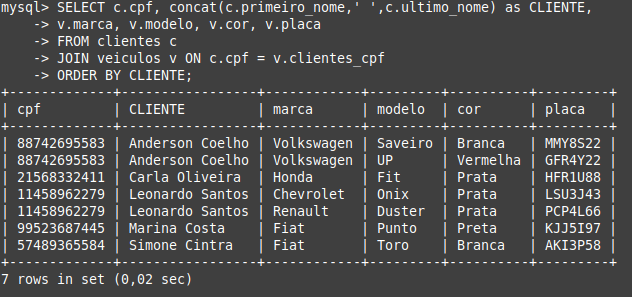 mysql> SELECT c.cpf, concat(c.primeiro_nome,' ',c.ultimo_nome) as CLIENTE,
    -> v.marca, v.modelo, v.cor, v.placa
    -> FROM clientes c
    -> JOIN veiculos v ON c.cpf = v.clientes_cpf
    -> ORDER BY CLIENTE;
+-------------+-----------------+------------+---------+----------+---------+
| cpf         | CLIENTE         | marca      | modelo  | cor      | placa   |
+-------------+-----------------+------------+---------+----------+---------+
| 88742695583 | Anderson Coelho | Volkswagen | Saveiro | Branca   | MMY8S22 |
| 88742695583 | Anderson Coelho | Volkswagen | UP      | Vermelha | GFR4Y22 |
| 21568332411 | Carla Oliveira  | Honda      | Fit     | Prata    | HFR1U88 |
| 11458962279 | Leonardo Santos | Chevrolet  | Onix    | Prata    | LSU3J43 |
| 11458962279 | Leonardo Santos | Renault    | Duster  | Prata    | PCP4L66 |
| 99523687445 | Marina Costa    | Fiat       | Punto   | Preta    | KJJ5I97 |
| 57489365584 | Simone Cintra   | Fiat       | Toro    | Branca   | AKI3P58 |
+-------------+-----------------+------------+---------+----------+---------+
7 rows in set (0,02 sec)